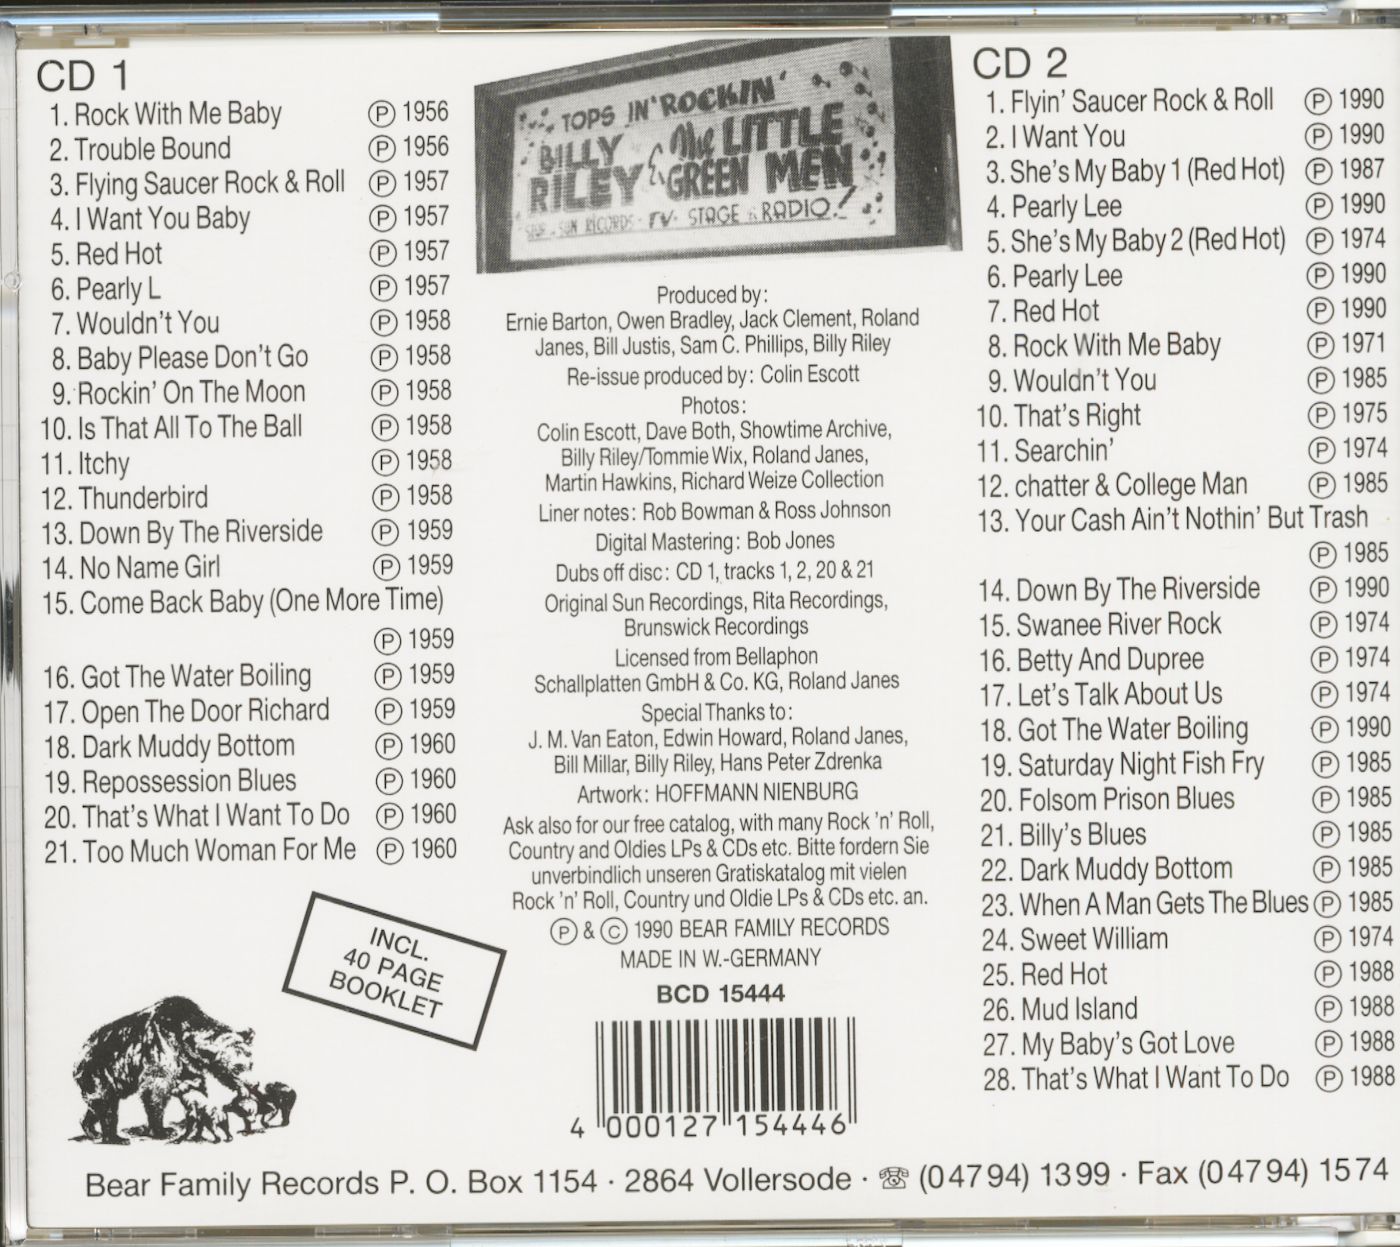 CD 1
1. Rock With Me Baby Ⓟ 1956
2. Trouble Bound Ⓟ 1956
3. Flying Saucer Rock & Roll Ⓟ 1957
4. I Want You Baby Ⓟ 1957
5. Red Hot Ⓟ 1957
6. Pearly L Ⓟ 1957
7. Wouldn't You Ⓟ 1958
8. Baby Please Don't Go Ⓟ 1958
9. Rockin' On The Moon Ⓟ 1958
10. Is That All To The Ball Ⓟ 1958
11. Itchy Ⓟ 1958
12. Thunderbird Ⓟ 1958
13. Down By The Riverside Ⓟ 1959
14. No Name Girl Ⓟ 1959
15. Come Back Baby (One More Time)
Ⓟ 1959
16. Got The Water Boiling Ⓟ 1959
17. Open The Door Richard Ⓟ 1959
18. Dark Muddy Bottom Ⓟ 1960
19. Repossession Blues Ⓟ 1960
20. That's What I Want To Do Ⓟ 1960
21. Too Much Woman For Me Ⓟ 1960
INCL.
40 PAGE
BOOKLET
TOPS IN 'ROCKIN'
BILLY RILEY & The LITTLE GREEN MEN
SUN RECORDS · TV · STAGE & RADIO!
Produced by:
Ernie Barton, Owen Bradley, Jack Clement, Roland
Janes, Bill Justis, Sam C. Phillips, Billy Riley
Re-issue produced by: Colin Escott
Photos:
Colin Escott, Dave Both, Showtime Archive,
Billy Riley/Tommie Wix, Roland Janes,
Martin Hawkins, Richard Weize Collection
Liner notes: Rob Bowman & Ross Johnson
Digital Mastering: Bob Jones
Dubs off disc: CD 1, tracks 1, 2, 20 & 21
Original Sun Recordings, Rita Recordings,
Brunswick Recordings
Licensed from Bellaphon
Schallplatten GmbH & Co. KG, Roland Janes
Special Thanks to:
J. M. Van Eaton, Edwin Howard, Roland Janes,
Bill Millar, Billy Riley, Hans Peter Zdrenka
Artwork: HOFFMANN NIENBURG
Ask also for our free catalog, with many Rock 'n' Roll,
Country and Oldies LPs & CDs etc. Bitte fordern Sie
unverbindlich unseren Gratiskatalog mit vielen
Rock 'n' Roll, Country und Oldie LPs & CDs etc. an.
Ⓟ & © 1990 BEAR FAMILY RECORDS
MADE IN W.-GERMANY
BCD 15444
4 000127 154446
CD 2
1. Flyin' Saucer Rock & Roll Ⓟ 1990
2. I Want You Ⓟ 1990
3. She's My Baby 1 (Red Hot) Ⓟ 1987
4. Pearly Lee Ⓟ 1990
5. She's My Baby 2 (Red Hot) Ⓟ 1974
6. Pearly Lee Ⓟ 1990
7. Red Hot Ⓟ 1990
8. Rock With Me Baby Ⓟ 1971
9. Wouldn't You Ⓟ 1985
10. That's Right Ⓟ 1975
11. Searchin' Ⓟ 1974
12. chatter & College Man Ⓟ 1985
13. Your Cash Ain't Nothin' But Trash
Ⓟ 1985
14. Down By The Riverside Ⓟ 1990
15. Swanee River Rock Ⓟ 1974
16. Betty And Dupree Ⓟ 1974
17. Let's Talk About Us Ⓟ 1974
18. Got The Water Boiling Ⓟ 1990
19. Saturday Night Fish Fry Ⓟ 1985
20. Folsom Prison Blues Ⓟ 1985
21. Billy's Blues Ⓟ 1985
22. Dark Muddy Bottom Ⓟ 1985
23. When A Man Gets The Blues Ⓟ 1985
24. Sweet William Ⓟ 1974
25. Red Hot Ⓟ 1988
26. Mud Island Ⓟ 1988
27. My Baby's Got Love Ⓟ 1988
28. That's What I Want To Do Ⓟ 1988
Bear Family Records P. O. Box 1154 · 2864 Vollersode · ☏ (04794) 1399 · Fax (04794) 1574